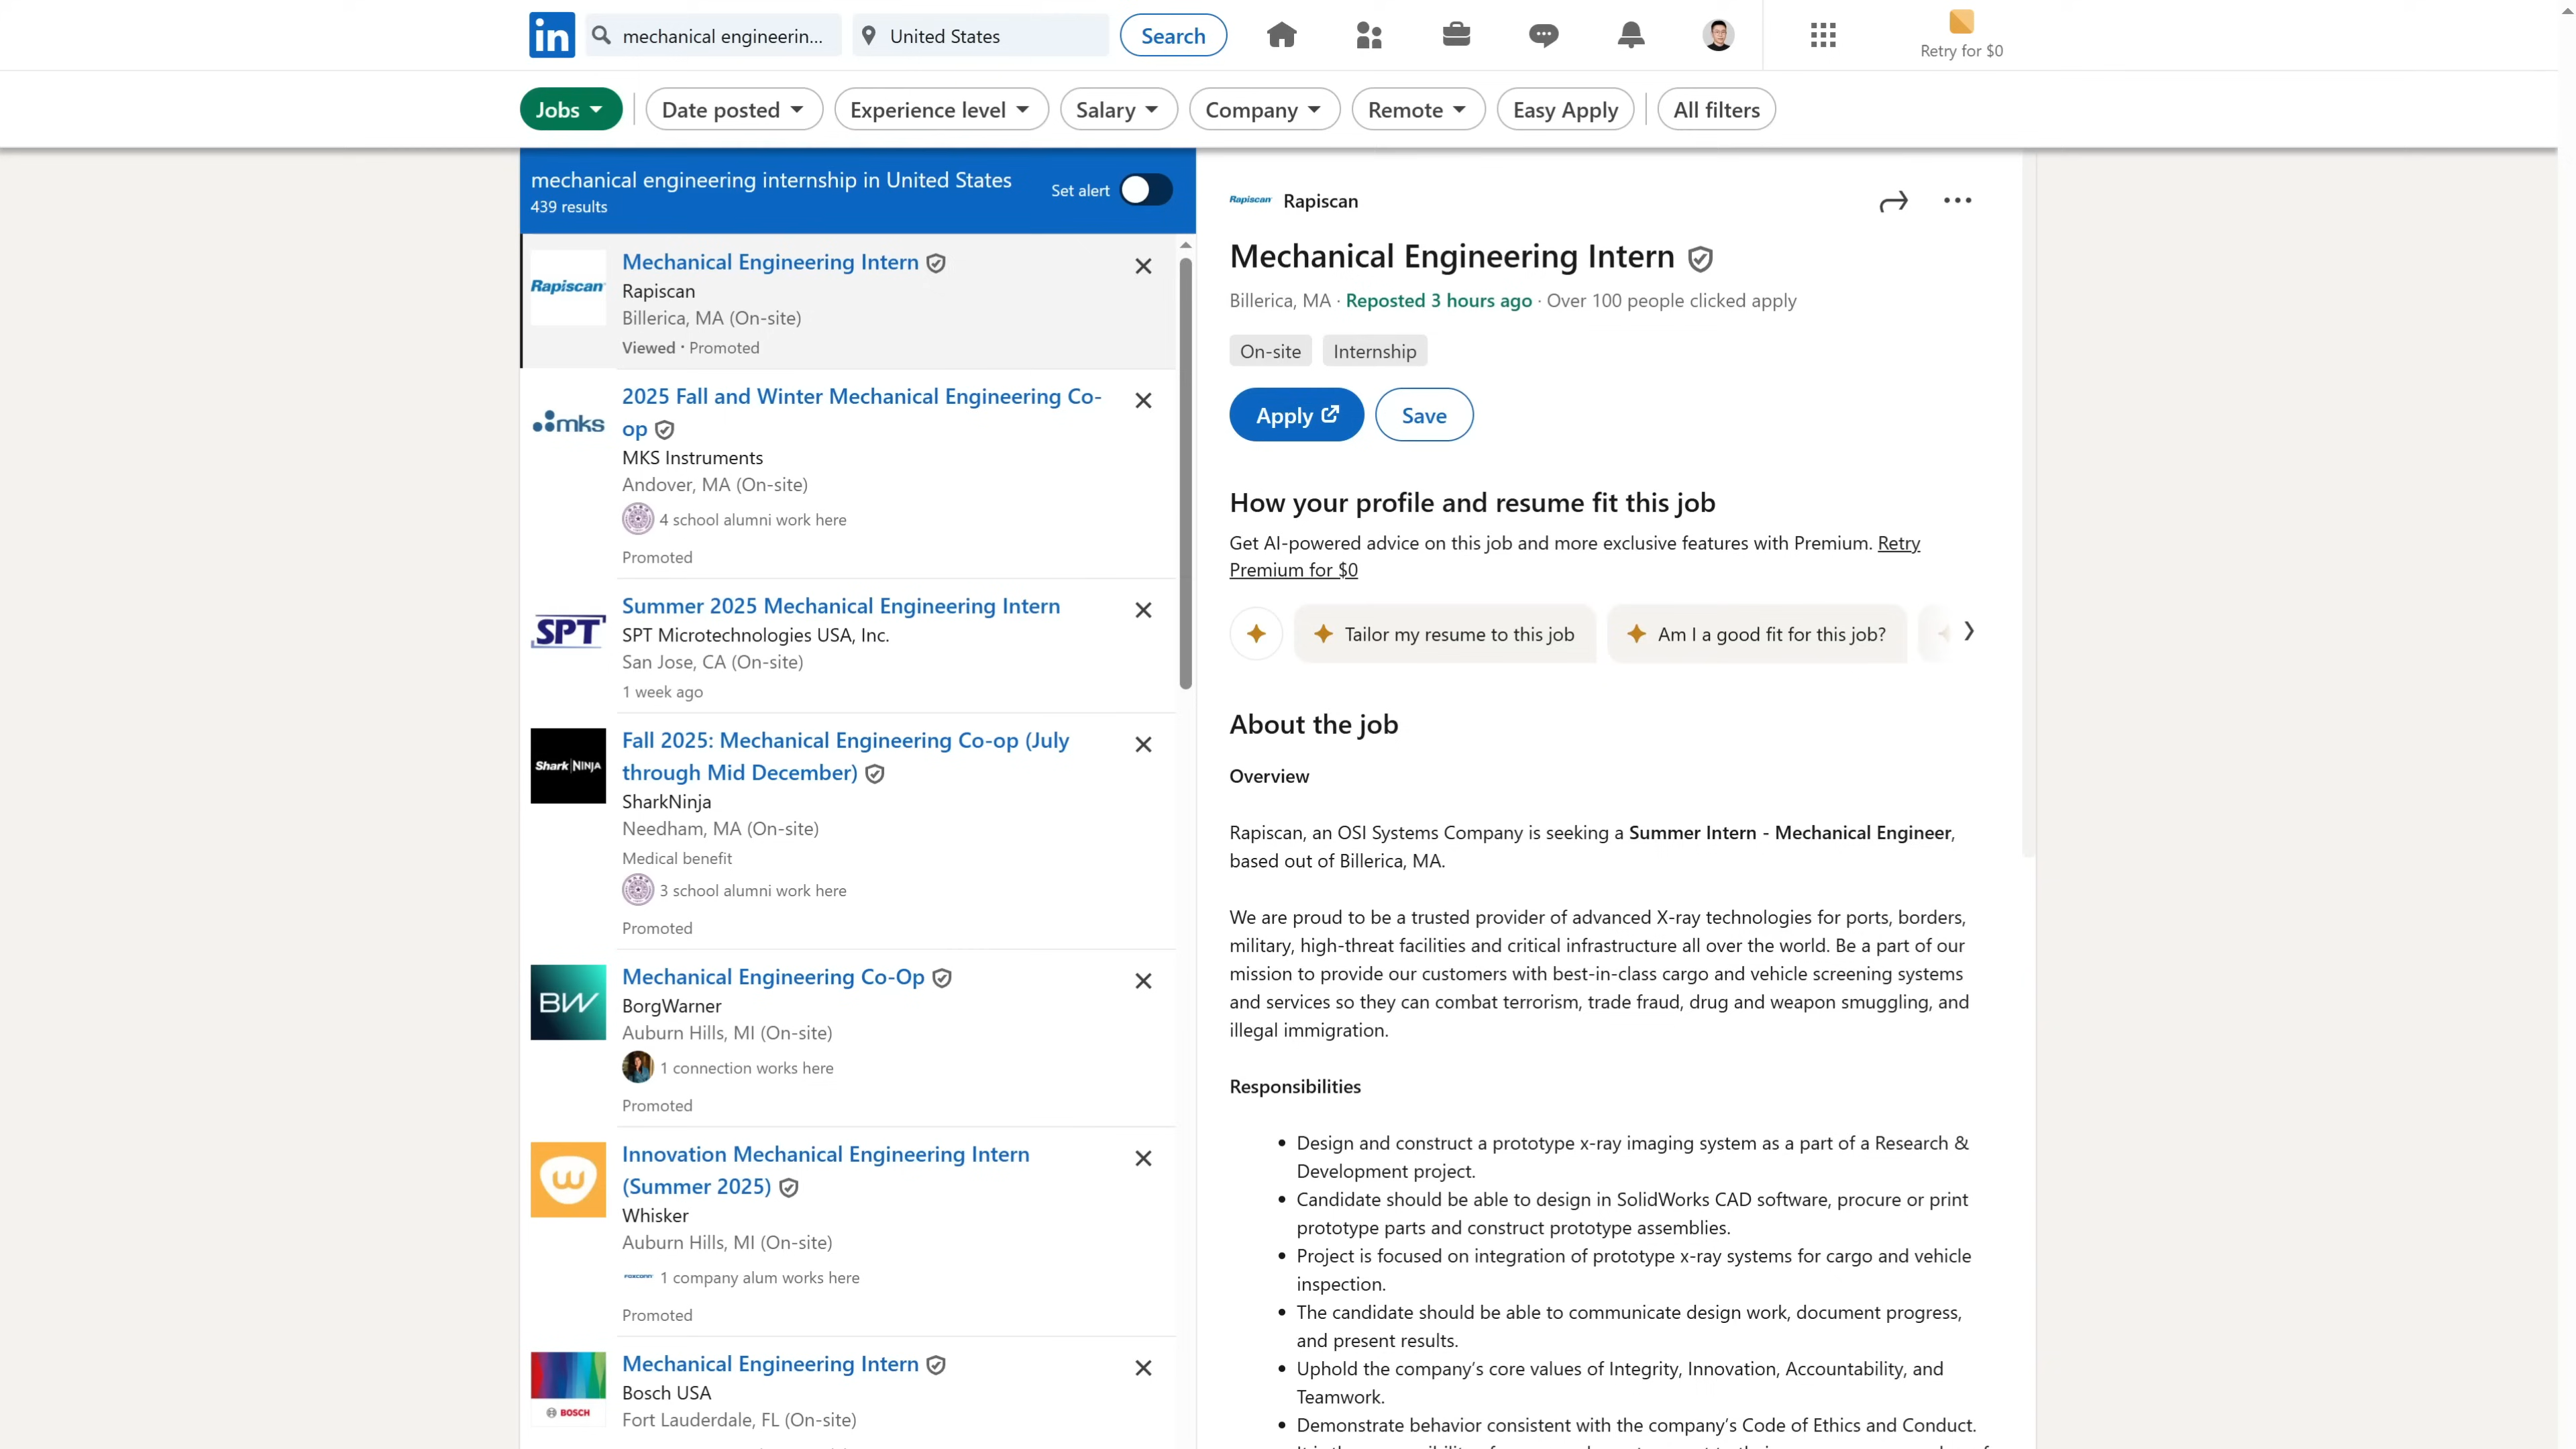 in
mechanical engineerin...
United States
Search
Retry for $0
Jobs
Date posted
Experience level
Salary
Company
Remote
Easy Apply
All filters
mechanical engineering internship in United States
439 results
Set alert
Rapiscan
Mechanical Engineering Intern
Rapiscan
Billerica, MA (On-site)
Viewed · Promoted
mks
2025 Fall and Winter Mechanical Engineering Co-
op
MKS Instruments
Andover, MA (On-site)
4 school alumni work here
Promoted
SPT
Summer 2025 Mechanical Engineering Intern
SPT Microtechnologies USA, Inc.
San Jose, CA (On-site)
1 week ago
Shark NINJA
Fall 2025: Mechanical Engineering Co-op (July
through Mid December)
SharkNinja
Needham, MA (On-site)
Medical benefit
3 school alumni work here
Promoted
BW
Mechanical Engineering Co-Op
BorgWarner
Auburn Hills, MI (On-site)
1 connection works here
Promoted
Innovation Mechanical Engineering Intern
(Summer 2025)
Whisker
Auburn Hills, MI (On-site)
FOXCONN 1 company alum works here
Promoted
BOSCH
Mechanical Engineering Intern
Bosch USA
Fort Lauderdale, FL (On-site)
Rapiscan Rapiscan
Mechanical Engineering Intern
Billerica, MA · Reposted 3 hours ago · Over 100 people clicked apply
On-site Internship
Apply Save
How your profile and resume fit this job
Get AI-powered advice on this job and more exclusive features with Premium. Retry
Premium for $0
Tailor my resume to this job
Am I a good fit for this job?
About the job
Overview
Rapiscan, an OSI Systems Company is seeking a Summer Intern - Mechanical Engineer,
based out of Billerica, MA.
We are proud to be a trusted provider of advanced X-ray technologies for ports, borders,
military, high-threat facilities and critical infrastructure all over the world. Be a part of our
mission to provide our customers with best-in-class cargo and vehicle screening systems
and services so they can combat terrorism, trade fraud, drug and weapon smuggling, and
illegal immigration.
Responsibilities
• Design and construct a prototype x-ray imaging system as a part of a Research &
Development project.
• Candidate should be able to design in SolidWorks CAD software, procure or print
prototype parts and construct prototype assemblies.
• Project is focused on integration of prototype x-ray systems for cargo and vehicle
inspection.
• The candidate should be able to communicate design work, document progress,
and present results.
• Uphold the company's core values of Integrity, Innovation, Accountability, and
Teamwork.
• Demonstrate behavior consistent with the company's Code of Ethics and Conduct.